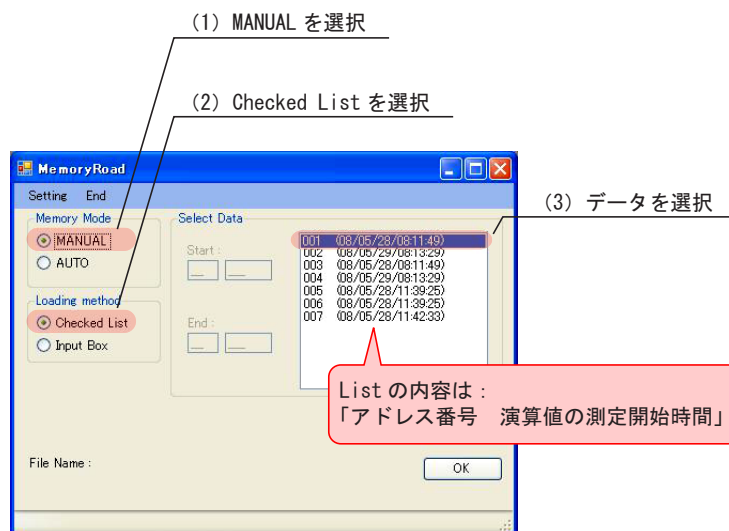 (1) MANUAL を選択
(2) Checked List を選択
MemoryRoad
Setting End
(3) データを選択
Memory Mode
MANUAL
AUTO
Select Data
Start :
001 (08/05/28/08:11:49)
002 (08/05/29/08:13:29)
003 (08/05/28/08:11:49)
004 (08/05/29/08:13:29)
005 (08/05/28/11:39:25)
006 (08/05/28/11:39:25)
007 (08/05/28/11:42:33)
Loading method
Checked List
Input Box
End :
List の内容は：
「アドレス番号 演算値の測定開始時間」
File Name :
OK